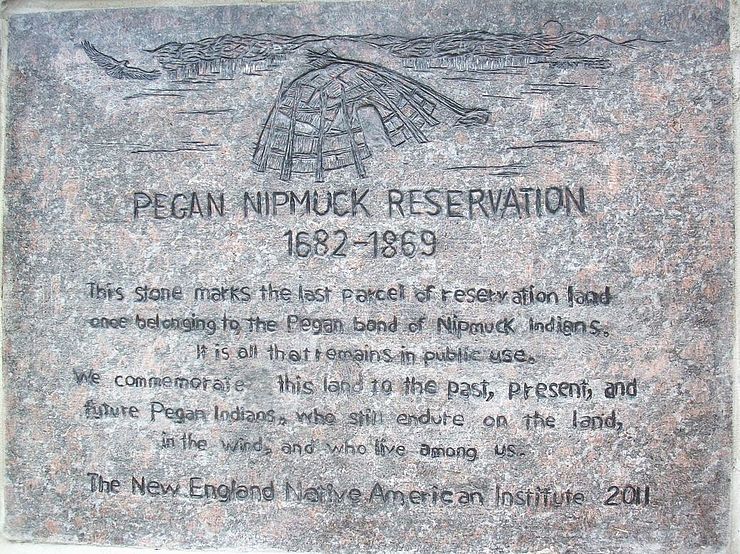 PEGAN NIPMUCK RESERVATION
1682-1869
This stone marks the last parcel of reservation land
once belonging to the Pegan band of Nipmuck Indians.
It is all that remains in public use.
We commemorate this land to the past, present, and
future Pegan Indians, who still endure on the land,
in the wind, and who live among us.
The New England Native American Institute 2011